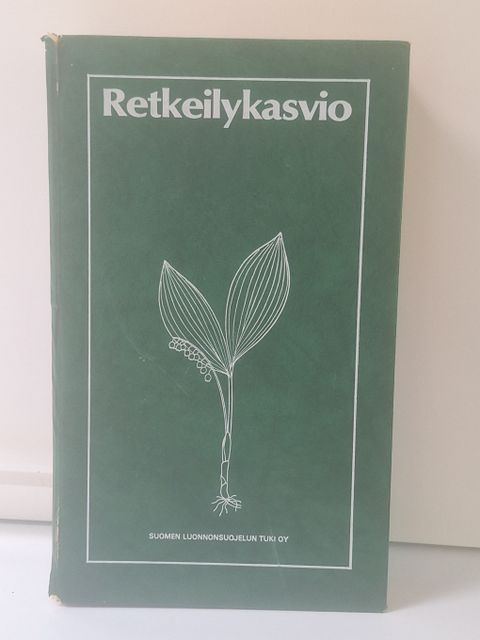 Retkeilykasvio
SUOMEN LUONNONSUOJELUN TUKI OY